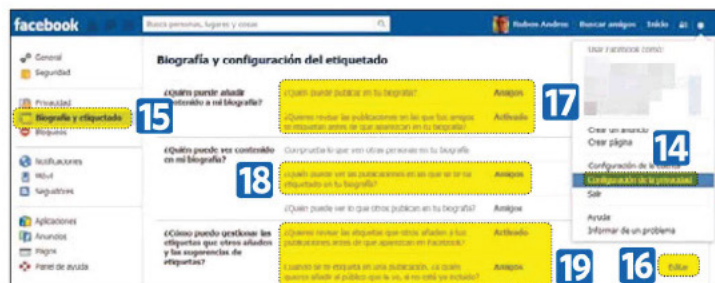 facebook
Busca personas, lugares y cosas
Ruben Andres
Buscar amigos
Inicio
Usar Facebook como:
General
Seguridad
Privacidad
Biografía y etiquetado
Bloqueos
Notificaciones
Móvil
Seguidores
Aplicaciones
Anuncios
Pagos
Panel de ayuda
15
Biografía y configuración del etiquetado
¿Quién puede añadir
contenido a mi biografía?
¿Quién puede publicar en tu biografía?
Amigos
¿Quieres revisar las publicaciones en las que tus amigos
te etiquetan antes de que aparezcan en tu biografía?
Activado
17
¿Quién puede ver contenido
en mi biografía?
Comprueba lo que ven otras personas en tu biografía
18
¿Quién puede ver las publicaciones en las que se te ha
etiquetado en tu biografía?
Amigos
¿Quién puede ver lo que otros publican en tu biografía?
Amigos
¿Cómo puedo gestionar las
etiquetas que otros añaden
y las sugerencias de
etiquetas?
¿Quieres revisar las etiquetas que otros añaden a tus
publicaciones antes de que aparezcan en Facebook?
Activado
Cuando se te etiqueta en una publicación, ¿a quién
quieres añadir al público que la ve, si no está ya incluido?
Amigos
19
16
Editar
Crear un anuncio
Crear página
14
Configuración de la cuenta
Configuración de la privacidad
Salir
Ayuda
Informar de un problema